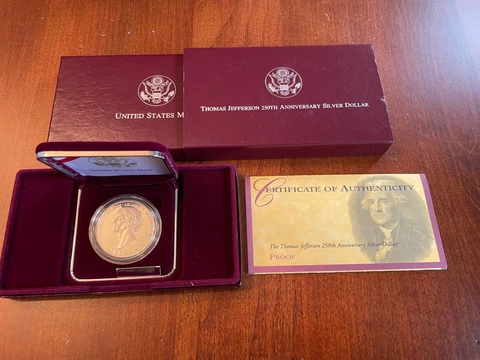 UNITED STATES M
THOMAS JEFFERSON 250TH ANNIVERSARY SILVER DOLLAR
CERTIFICATE OF AUTHENTICITY
The Thomas Jefferson 250th Anniversary Silver Dollar
PROOF